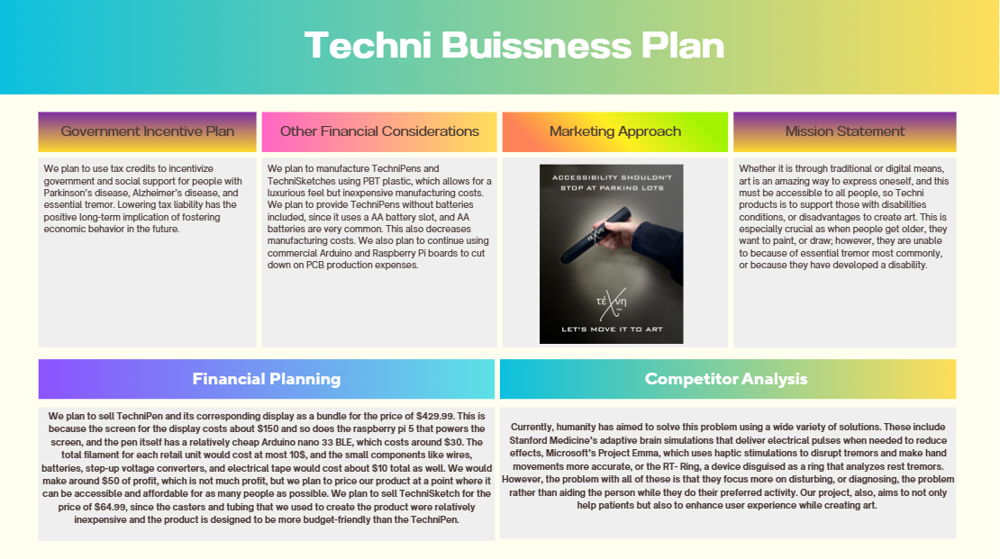 Techni Buissness Plan
Government Incentive Plan
We plan to use tax credits to incentivize
government and social support for people with
Parkinson's disease, Alzheimer's disease, and
essential tremor. Lowering tax liability has the
positive long-term implication of fostering
economic behavior in the future.
Other Financial Considerations
We plan to manufacture TechniPens and
TechniSketches using PBT plastic, which allows for a
luxurious feel but inexpensive manufacturing costs.
We plan to provide TechniPens without batteries
included, since it uses a AA battery slot, and AA
batteries are very common. This also decreases
manufacturing costs. We also plan to continue using
commercial Arduino and Raspberry Pi boards to cut
down on PCB production expenses.
Marketing Approach
ACCESSIBILITY SHOULDN'T
STOP AT PARKING LOTS
τέχνη
τέχνη
LET'S MOVE IT TO ART
Mission Statement
Whether it is through traditional or digital means,
art is an amazing way to express oneself, and this
must be accessible to all people, so Techni
products is to support those with disabilities
conditions, or disadvantages to create art. This is
especially crucial as when people get older, they
want to paint, or draw; however, they are unable
to because of essential tremor most commonly,
or because they have developed a disability.
Financial Planning
We plan to sell TechniPen and its corresponding display as a bundle for the price of $429.99. This is
because the screen for the display costs about $150 and so does the raspberry pi 5 that powers the
screen, and the pen itself has a relatively cheap Arduino nano 33 BLE, which costs around $30. The
total filament for each retail unit would cost at most 10$, and the small components like wires,
batteries, step-up voltage converters, and electrical tape would cost about $10 total as well. We would
make around $50 of profit, which is not much profit, but we plan to price our product at a point where it
can be accessible and affordable for as many people as possible. We plan to sell TechniSketch for the
price of $64.99, since the casters and tubing that we used to create the product were relatively
inexpensive and the product is designed to be more budget-friendly than the TechniPen.
Competitor Analysis
Currently, humanity has aimed to solve this problem using a wide variety of solutions. These include
Stanford Medicine's adaptive brain simulations that deliver electrical pulses when needed to reduce
effects, Microsoft's Project Emma, which uses haptic stimulations to disrupt tremors and make hand
movements more accurate, or the RT- Ring, a device disguised as a ring that analyzes rest tremors.
However, the problem with all of these is that they focus more on disturbing, or diagnosing, the problem
rather than aiding the person while they do their preferred activity. Our project, also, aims to not only
help patients but also to enhance user experience while creating art.